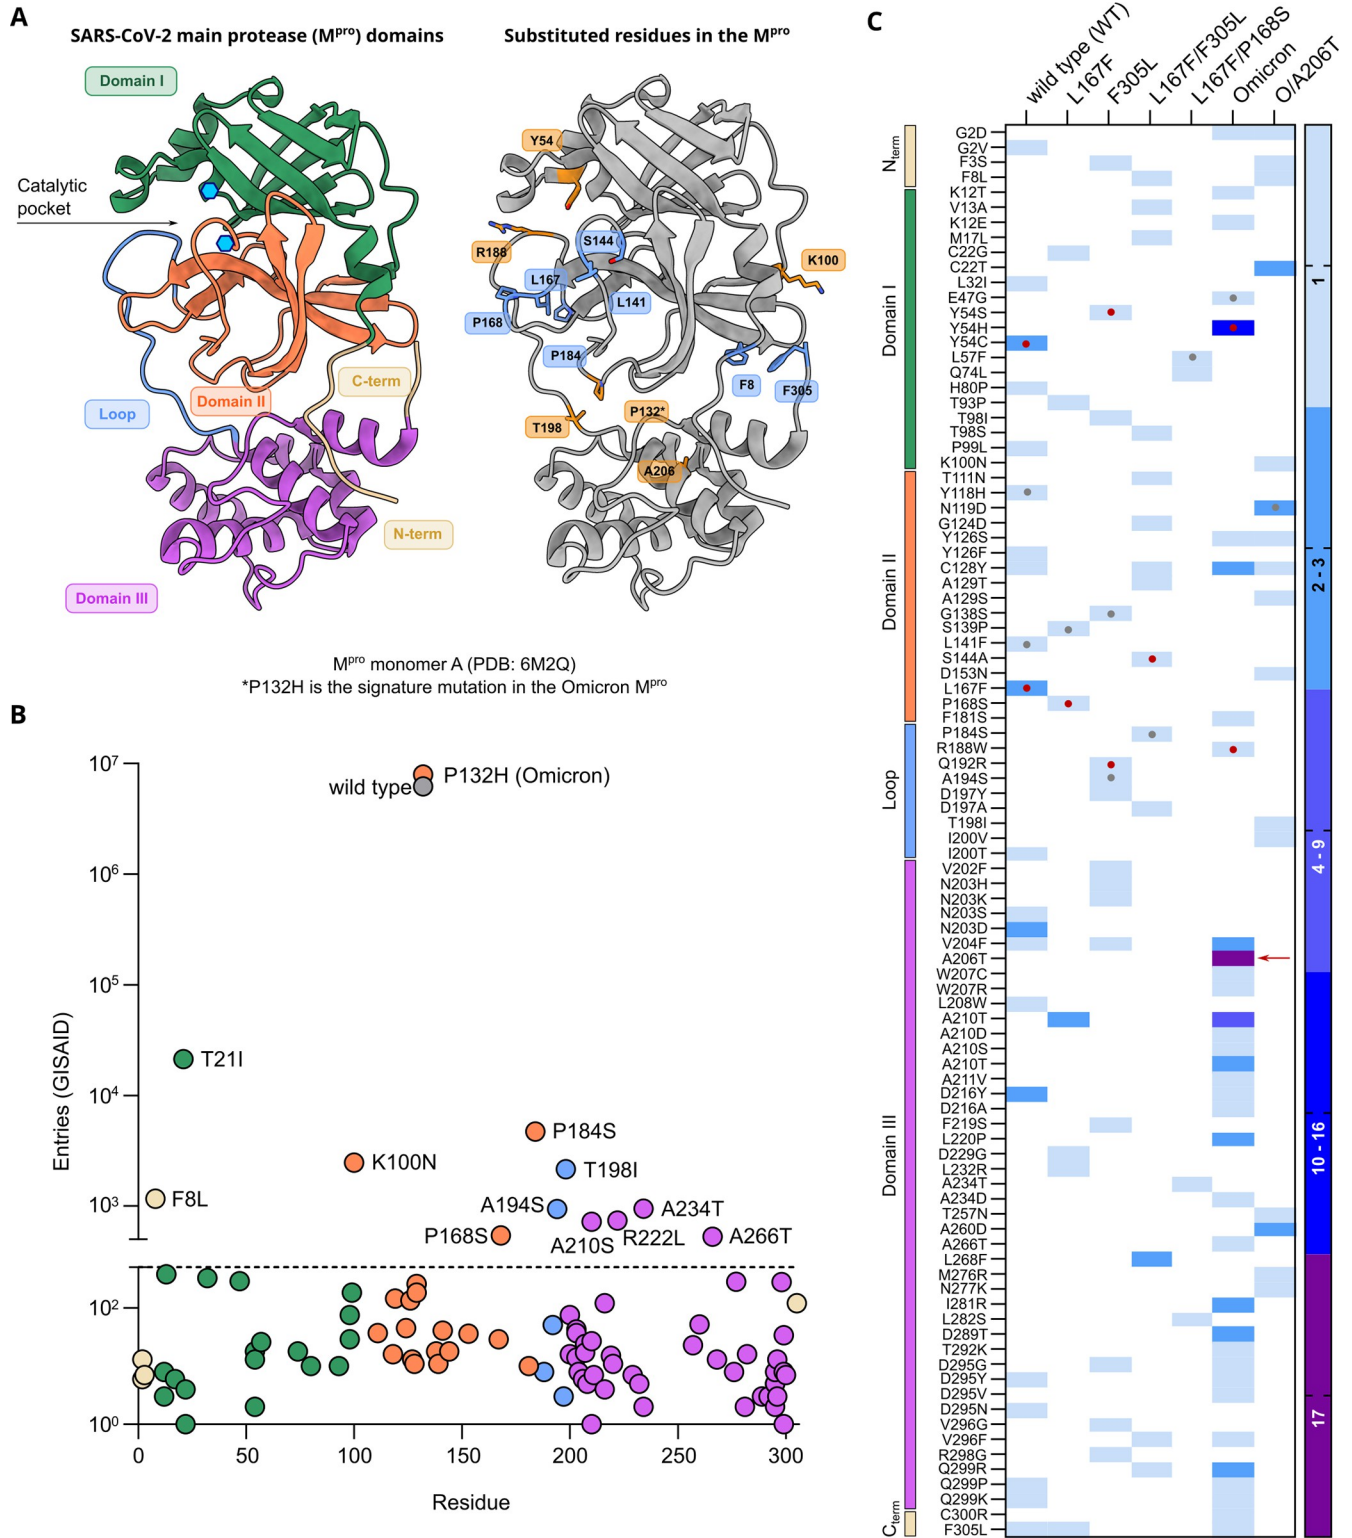 A
SARS-CoV-2 main protease (Mpro) domains
Substituted residues in the Mpro
Domain I
Catalytic
pocket
C-term
Domain II
Loop
N-term
Domain III
Y54
S144
R188
K100
L167
L141
P168
P184
F8
F305
P132*
T198
A206
Mpro monomer A (PDB: 6M2Q)
*P132H is the signature mutation in the Omicron Mpro
B
Entries (GISAID)
10⁷
10⁶
10⁵
10⁴
10³
10²
10⁰
P132H (Omicron)
wild type
T21I
P184S
K100N
T198I
F8L
A194S
A234T
P168S
A210S
R222L
A266T
0
50
100
150
200
250
300
Residue
C
wild type (WT)
L167F
F305L
L167F/F305L
L167F/P168S
Omicron
O/A206T
Nterm
Domain I
Domain II
Loop
Domain III
Cterm
G2D
G2V
F3S
F8L
K12T
V13A
K12E
M17L
C22G
C22T
L32I
E47G
Y54S
Y54H
Y54C
L57F
Q74L
H80P
T93P
T98I
T98S
P99L
K100N
T111N
Y118H
N119D
G124D
Y126S
Y126F
C128Y
A129T
A129S
G138S
S139P
L141F
S144A
D153N
L167F
P168S
F181S
P184S
R188W
Q192R
A194S
D197Y
D197A
T198I
I200V
I200T
V202F
N203H
N203K
N203S
N203D
V204F
A206T
W207C
W207R
L208W
A210T
A210D
A210S
A210T
A211V
D216Y
D216A
F219S
L220P
D229G
L232R
A234T
A234D
T257N
A260D
A266T
L268F
M276R
N277K
I281R
L282S
D289T
T292K
D295G
D295Y
D295V
D295N
V296G
V296F
R298G
Q299R
Q299P
Q299K
C300R
F305L
1
2 - 3
4 - 9
10 - 16
17